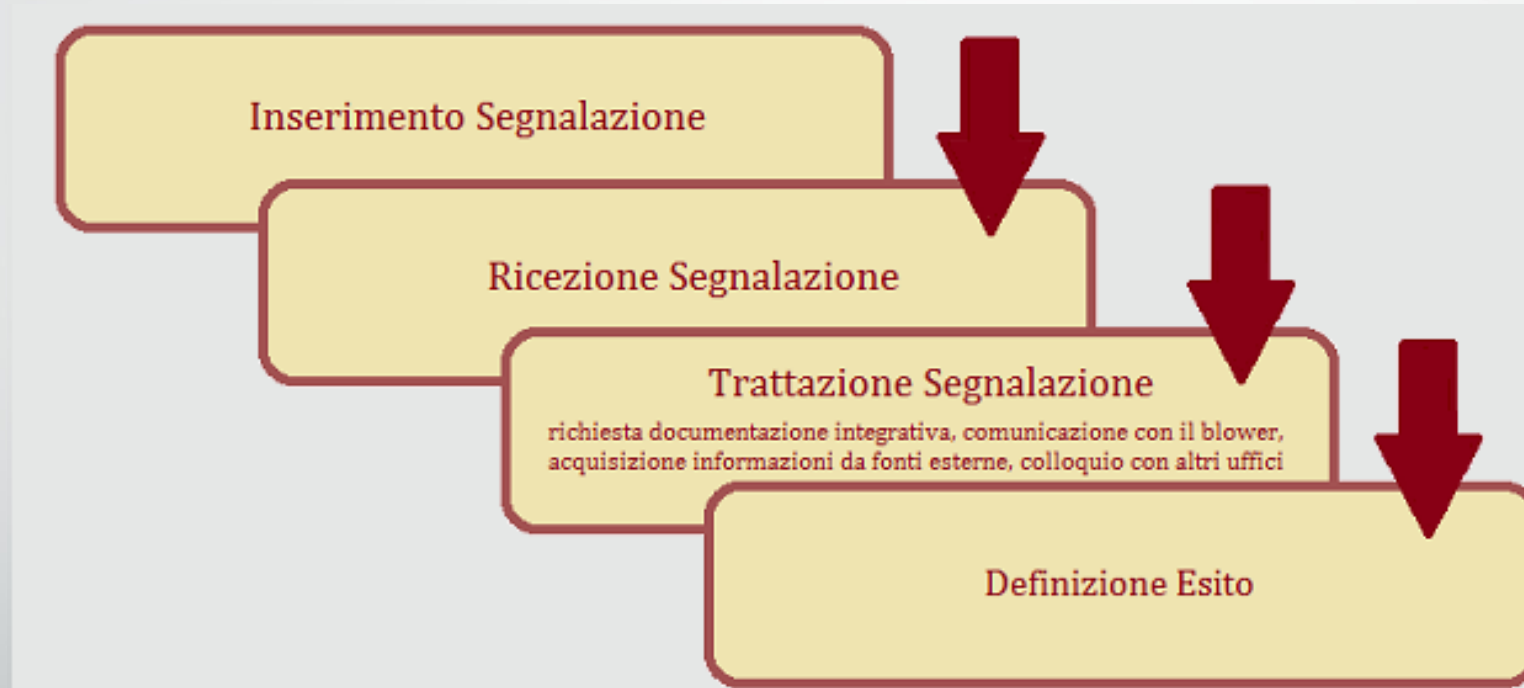 Inserimento Segnalazione
Ricezione Segnalazione
Trattazione Segnalazione
richiesta documentazione integrativa, comunicazione con il blower,
acquisizione informazioni da fonti esterne, colloquio con altri uffici
Definizione Esito